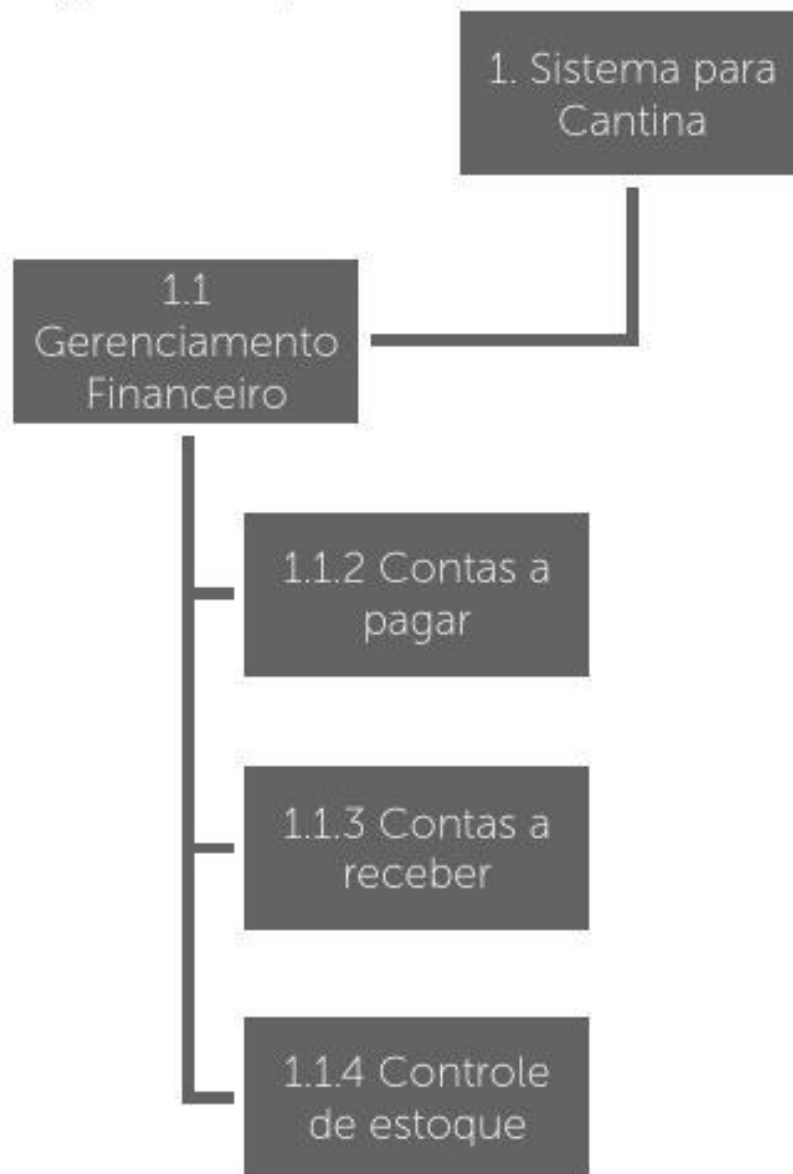 1. Sistema para
Cantina
1.1
Gerenciamento
Financeiro
1.1.2 Contas a
pagar
1.1.3 Contas a
receber
1.1.4 Controle
de estoque